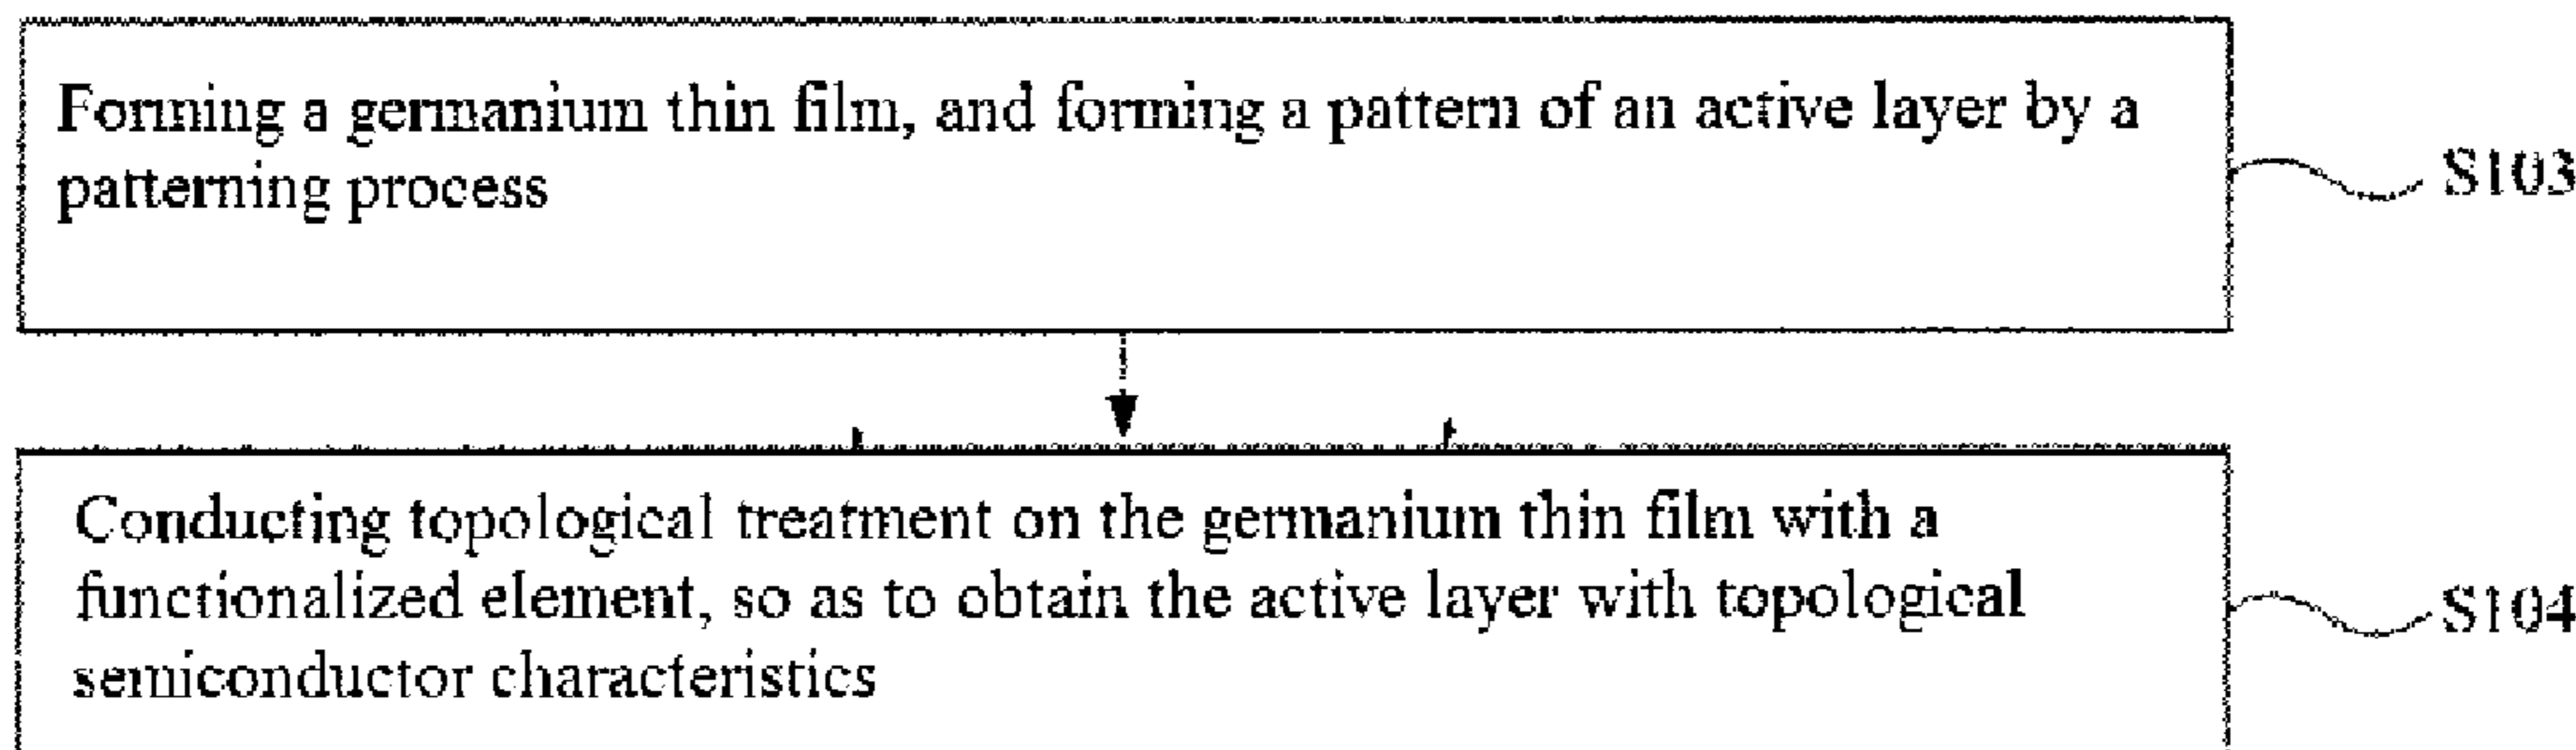 Forming a germanium thin film, and forming a pattern of an active layer by a
patterning process
S103
Conducting topological treatment on the germanium thin film with a
functionalized element, so as to obtain the active layer with topological
semiconductor characteristics
S104